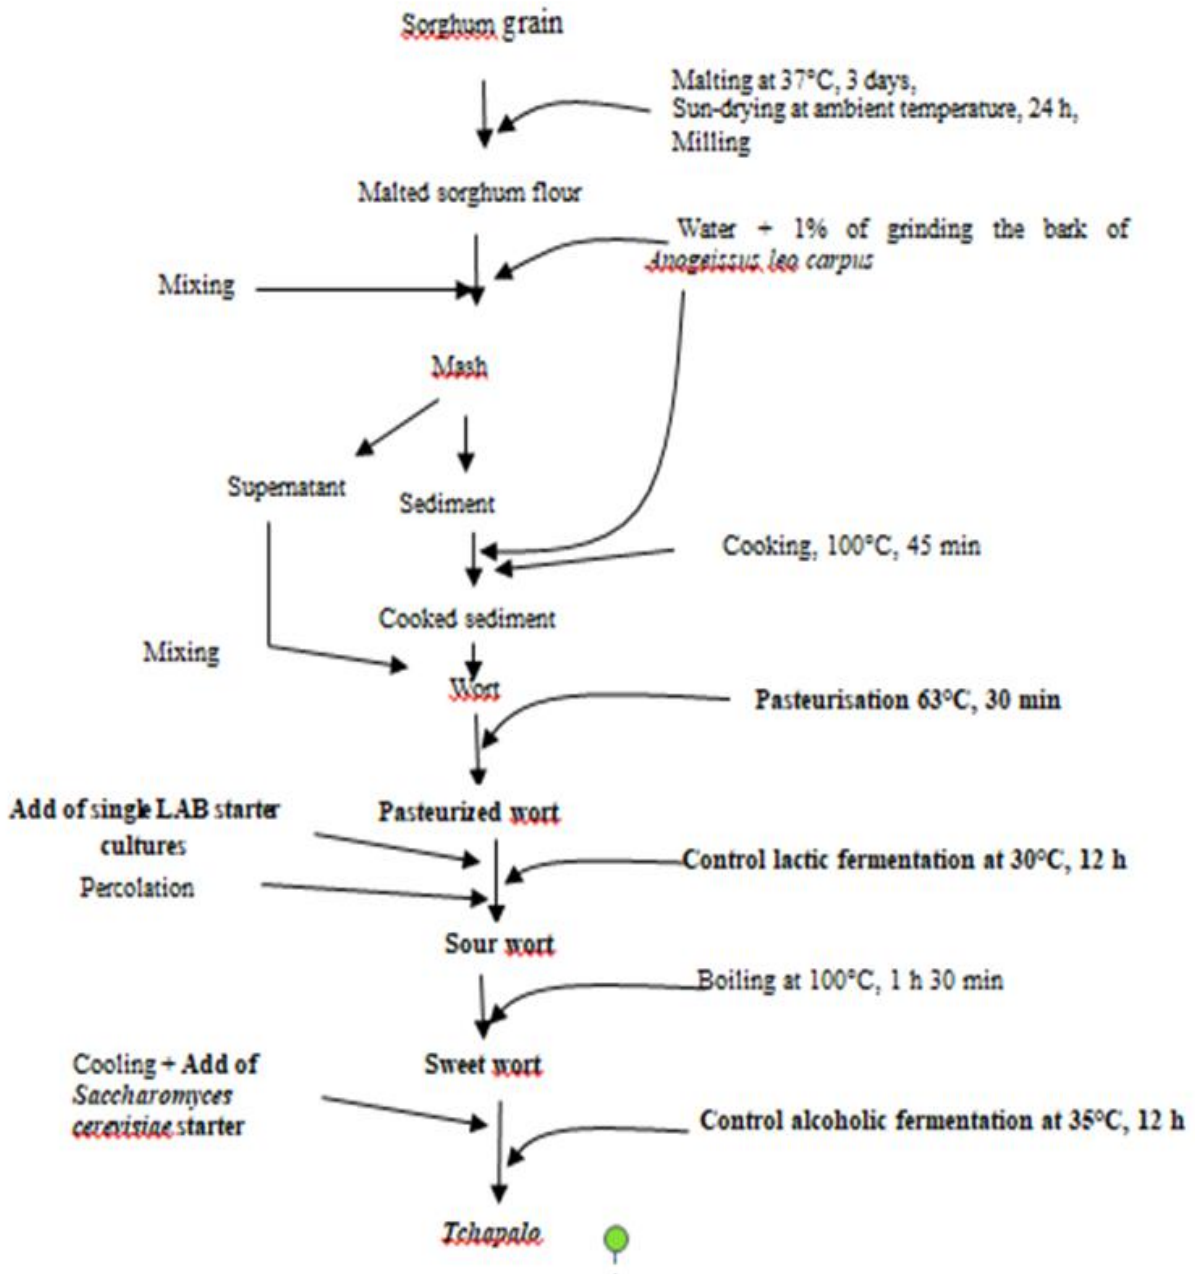 Sorghum grain
Malting at 37°C, 3 days,
Sun-drying at ambient temperature, 24 h,
Milling
Malted sorghum flour
Water + 1% of grinding the bark of
Anogeissus leo carpus
Mixing
Mash
Supernatant
Sediment
Cooking, 100°C, 45 min
Cooked sediment
Mixing
Wort
Pasteurisation 63°C, 30 min
Add of single LAB starter
cultures
Pasteurized wort
Percolation
Control lactic fermentation at 30°C, 12 h
Sour wort
Boiling at 100°C, 1 h 30 min
Sweet wort
Cooling + Add of
Saccharomyces
cerevisiae starter
Control alcoholic fermentation at 35°C, 12 h
Tchapalo